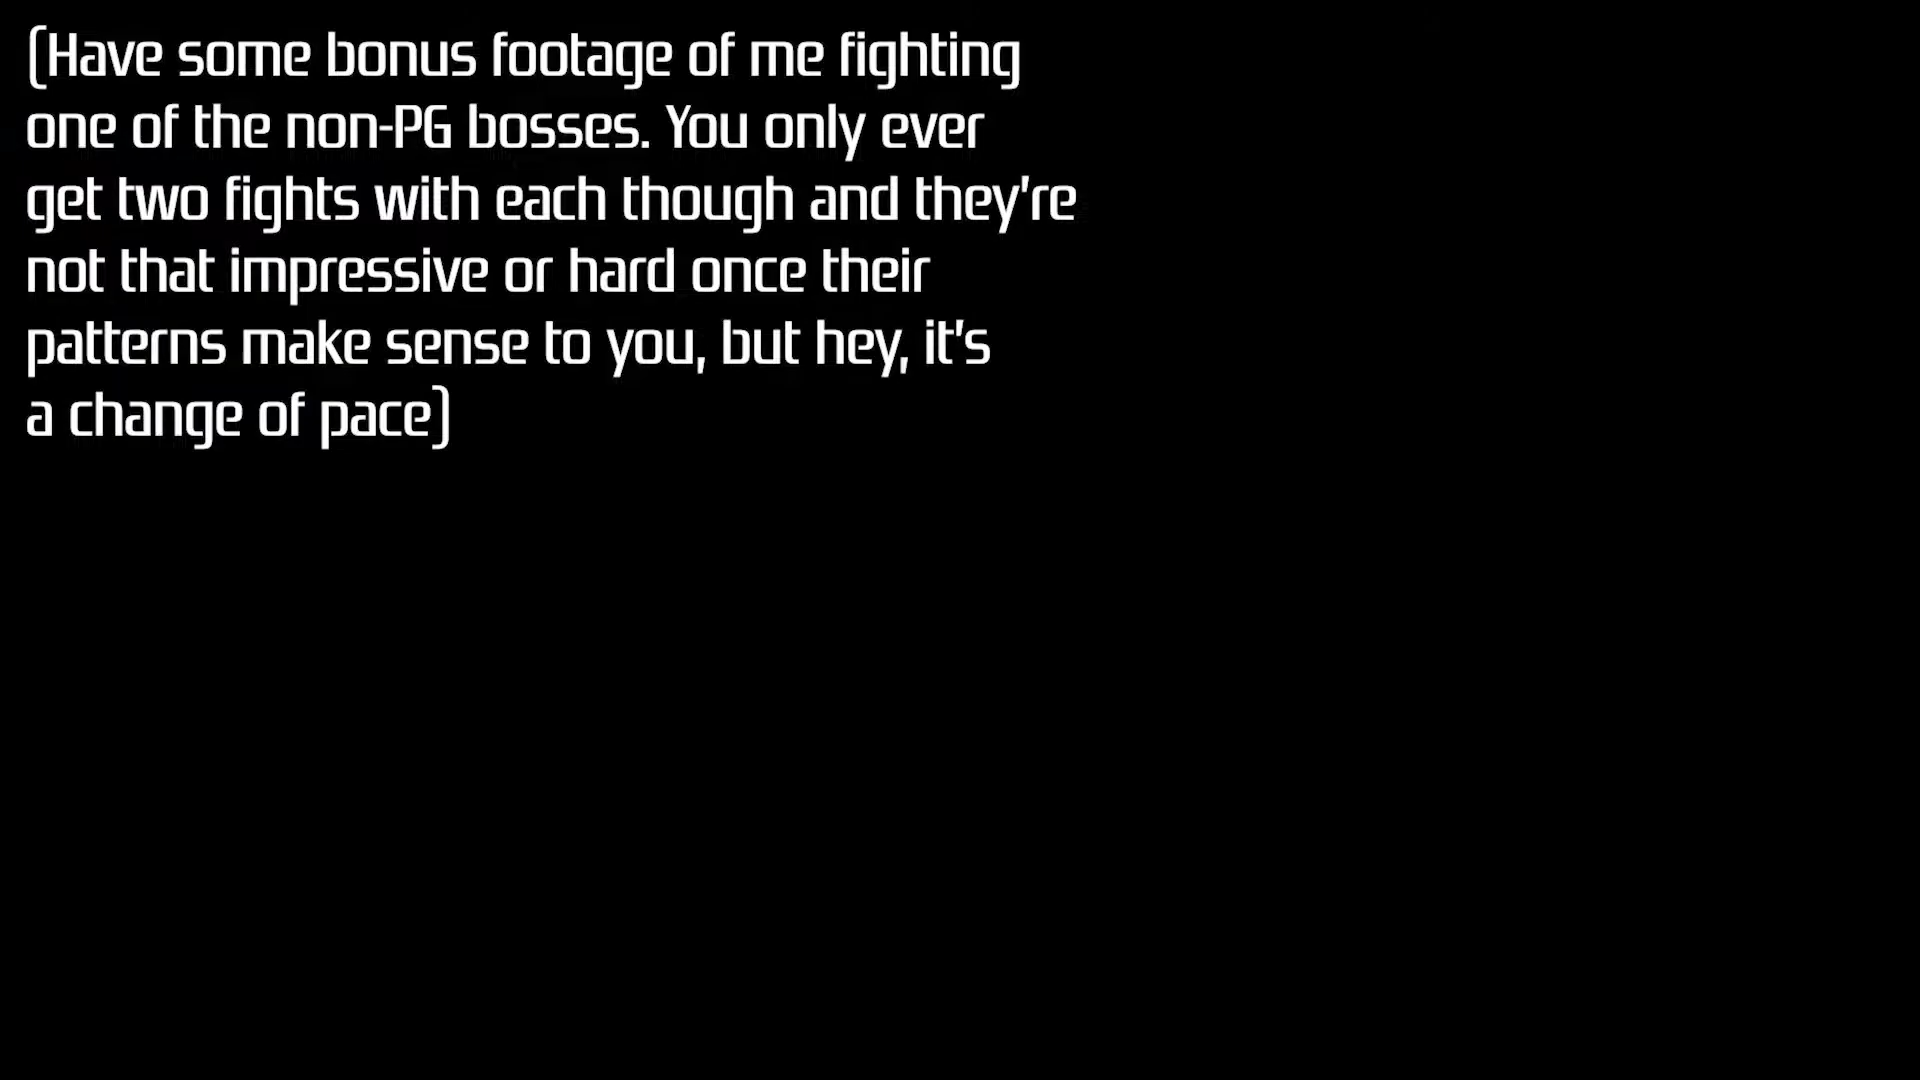 (Have some bonus footage of me fighting
one of the non-PG bosses. You only ever
get two fights with each though and they're
not that impressive or hard once their
patterns make sense to you, but hey, it's
a change of pace)